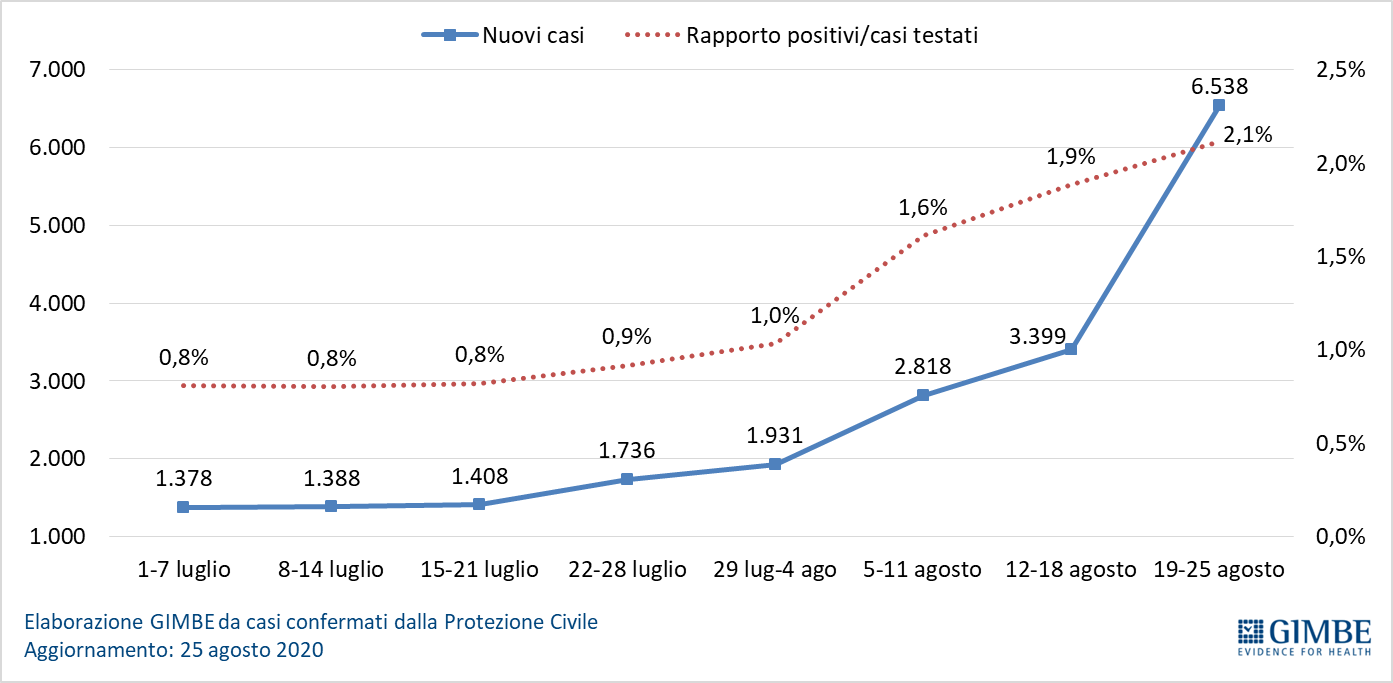 Nuovi casi Rapporto positivi/casi testati
7.000 2,5%
6.538
6.000 2,1%
1,9% 2,0%
5.000 1,6%
1,5%
4.000
1,0%
0,9% 3.399
0,8% 0,8% 0,8% 2.818 1,0%
3.000
1.931
2.000 1.736 0,5%
1.378 1.388 1.408
1.000 0,0%
1-7 luglio 8-14 luglio 15-21 luglio 22-28 luglio 29 lug-4 ago 5-11 agosto 12-18 agosto 19-25 agosto
Elaborazione GIMBE da casi confermati dalla Protezione Civile
Aggiornamento: 25 agosto 2020
GIMBE
EVIDENCE FOR HEALTH